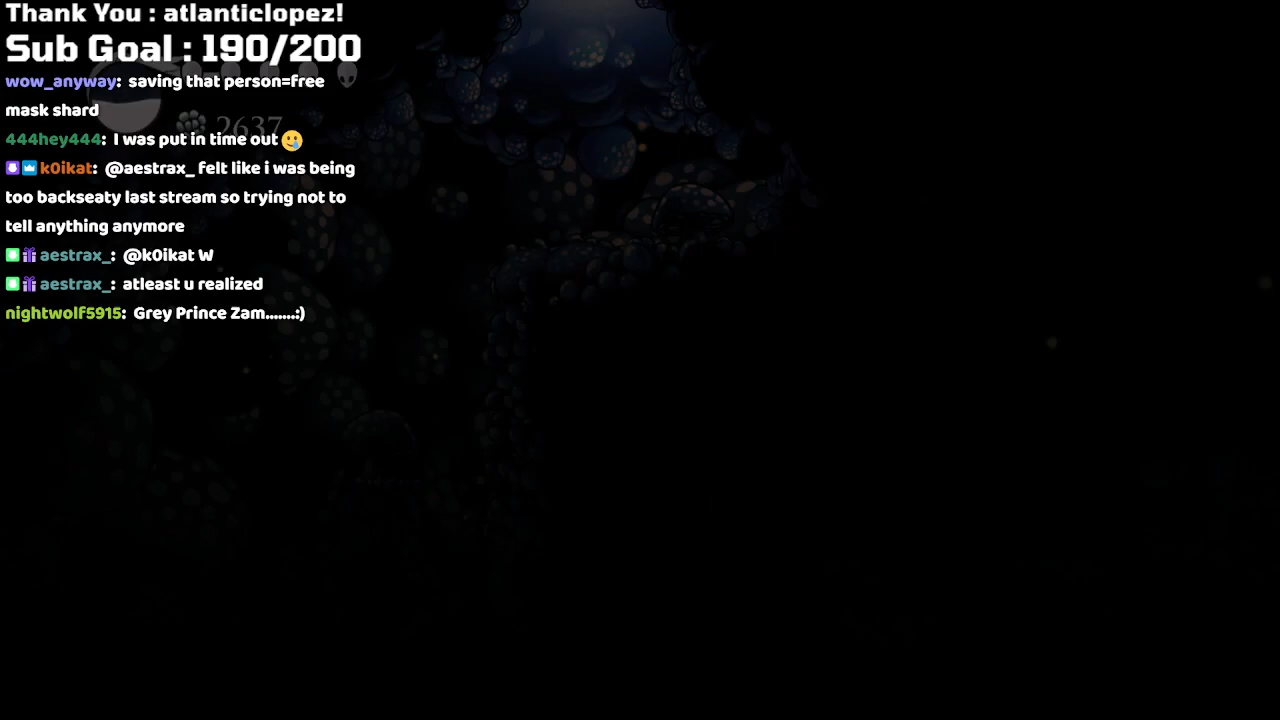 Thank You : atlanticlopez!
Sub Goal : 190/200
wow_anyway: saving that person=free
mask shard
2637
444hey444: I was put in time out 🥲
k0ikat: @aestrax_ felt like i was being
too backseaty last stream so trying not to
tell anything anymore
aestrax_: @k0ikat W
aestrax_: atleast u realized
nightwolf5915: Grey Prince Zam.......:)